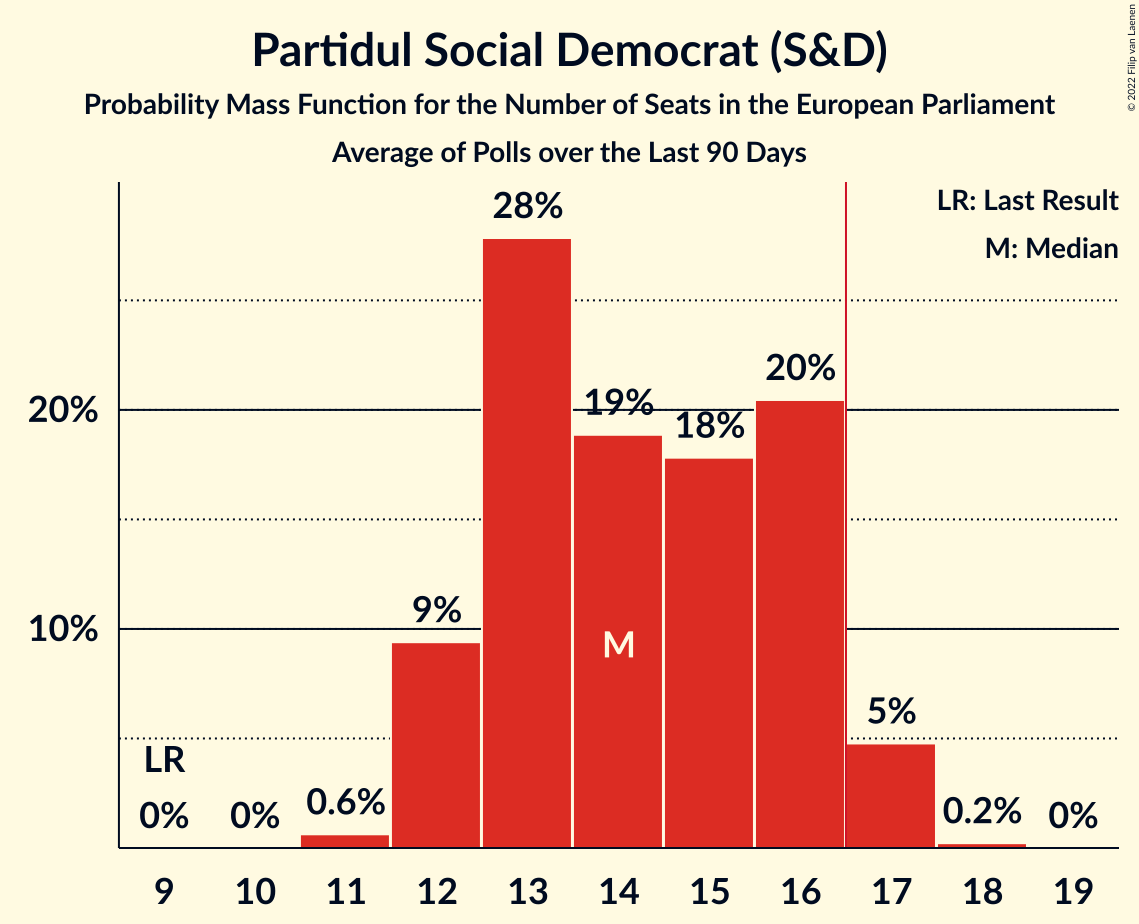 Partidul Social Democrat (S&D)
Probability Mass Function for the Number of Seats in the European Parliament
Average of Polls over the Last 90 Days
© 2022 Filip van Laenen
LR: Last Result
M: Median
28%
20%
19%
18%
20%
9%
10%
M
5%
LR
0%
0%
0.6%
0.2%
0%
9 10 11 12 13 14 15 16 17 18 19